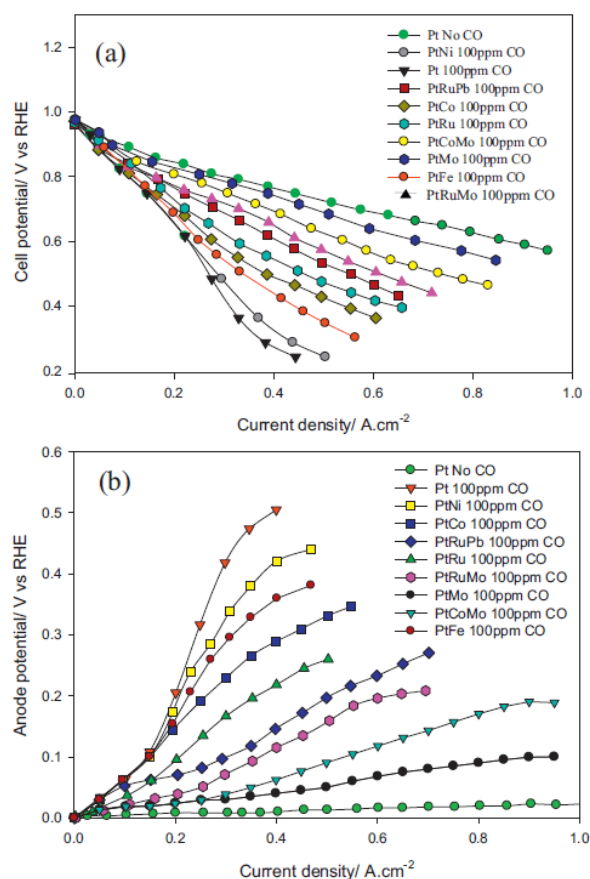 (a)
Cell potential/ V vs RHE
1.2
1.0
0.8
0.6
0.4
0.2
Pt No CO
PtNi 100ppm CO
Pt 100ppm CO
PtRuPb 100ppm CO
PtCo 100ppm CO
PtRu 100ppm CO
PtCoMo 100ppm CO
PtMo 100ppm CO
PtFe 100ppm CO
PtRuMo 100ppm CO
0.0 0.2 0.4 0.6 0.8 1.0
Current density/ A.cm-2
(b)
Anode potential/ V vs RHE
0.6
0.5
0.4
0.3
0.2
0.1
0.0
Pt No CO
Pt 100ppm CO
PtNi 100ppm CO
PtCo 100ppm CO
PtRuPb 100ppm CO
PtRu 100ppm CO
PtRuMo 100ppm CO
PtMo 100ppm CO
PtCoMo 100ppm CO
PtFe 100ppm CO
0.0 0.2 0.4 0.6 0.8 1.0
Current density/ A.cm-2